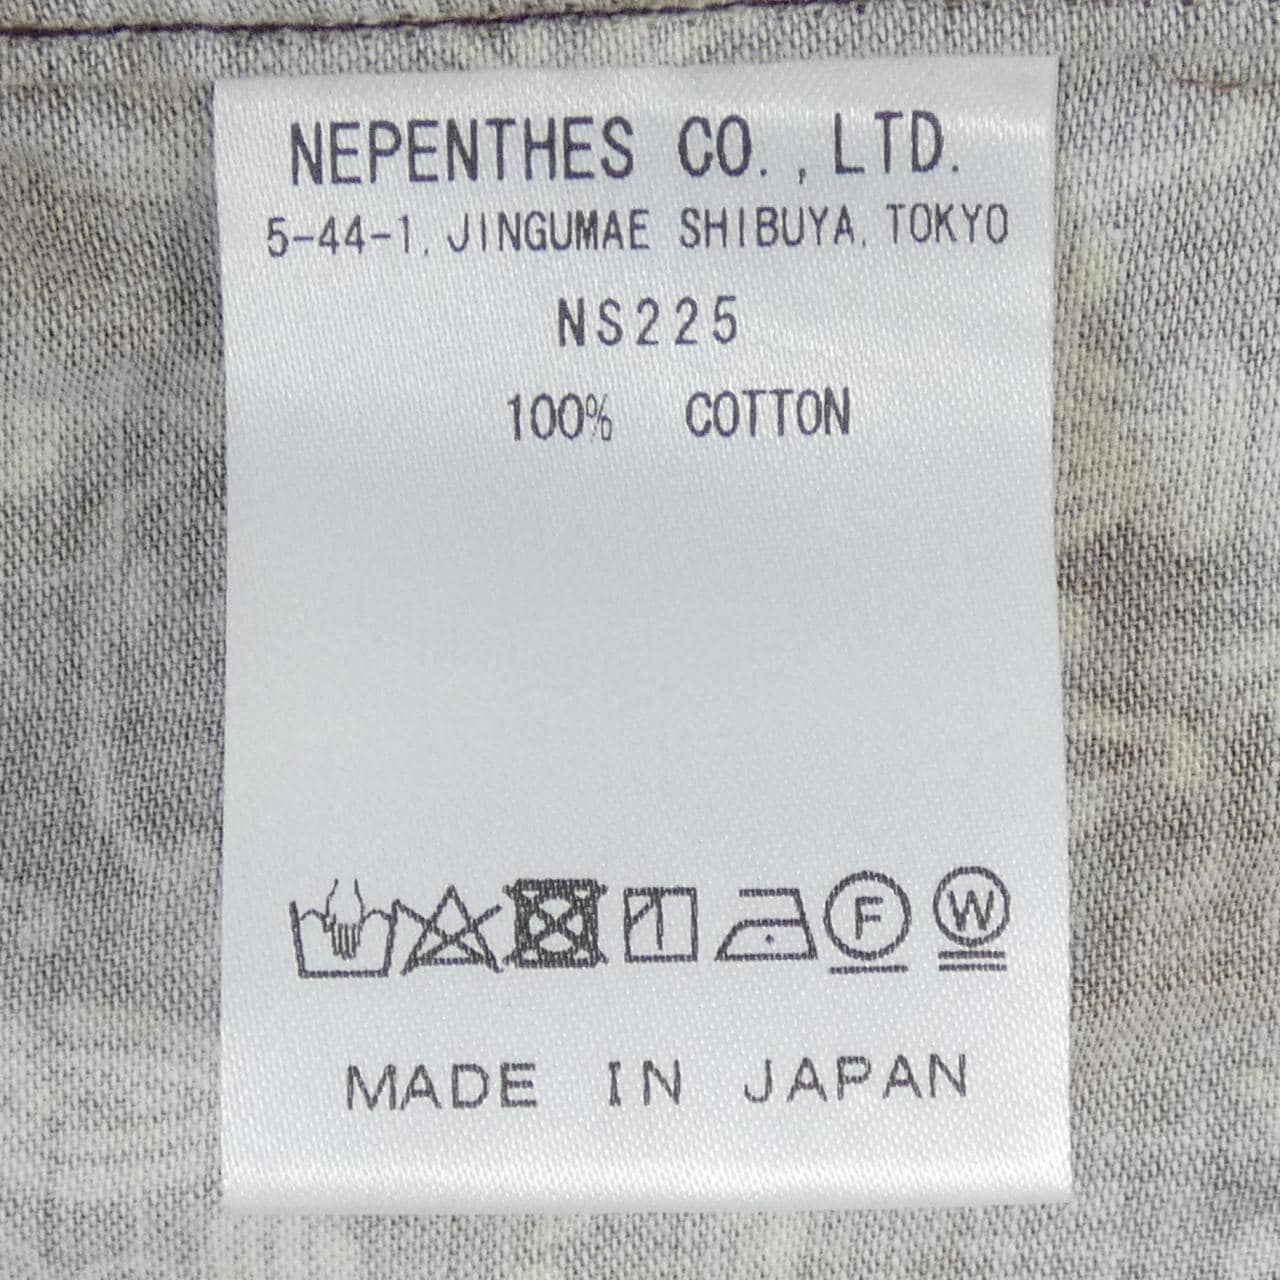 NEPENTHES CO.,LTD.
5-44-1, JINGUMAE SHIBUYA, TOKYO
NS225
100% COTTON
F W
MADE IN JAPAN